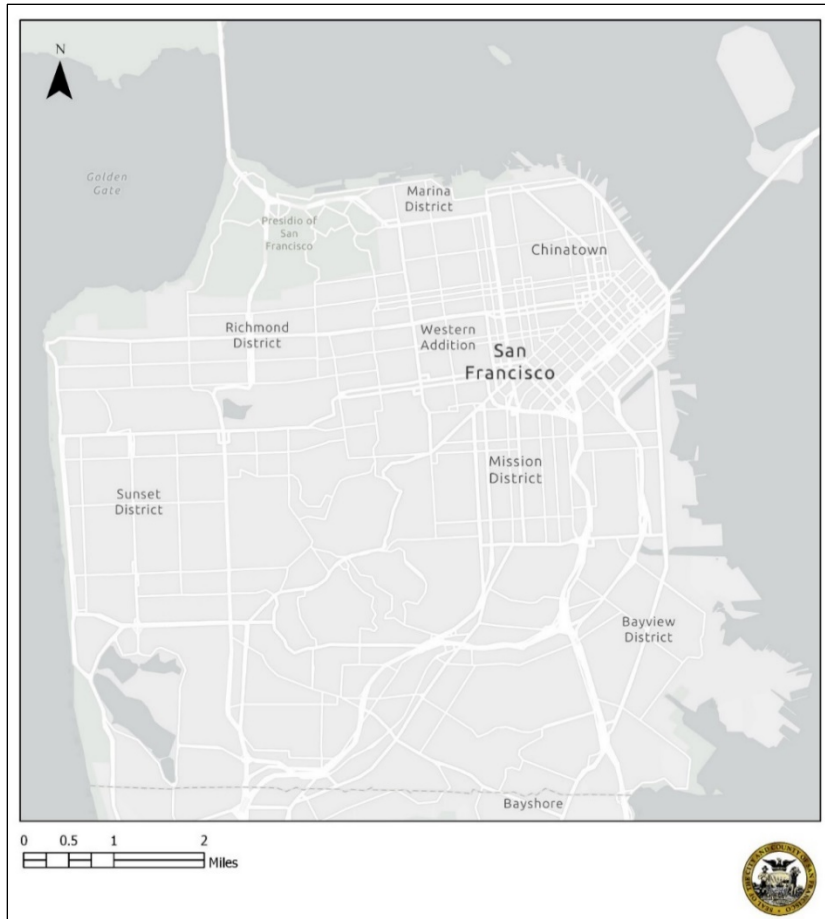 N
Golden
Gate
Marina
District
Presidio of
San
Francisco
Chinatown
Richmond
District
Western
Addition
San
Francisco
Mission
District
Sunset
District
Bayview
District
Bayshore
0 0.5 1 2
Miles